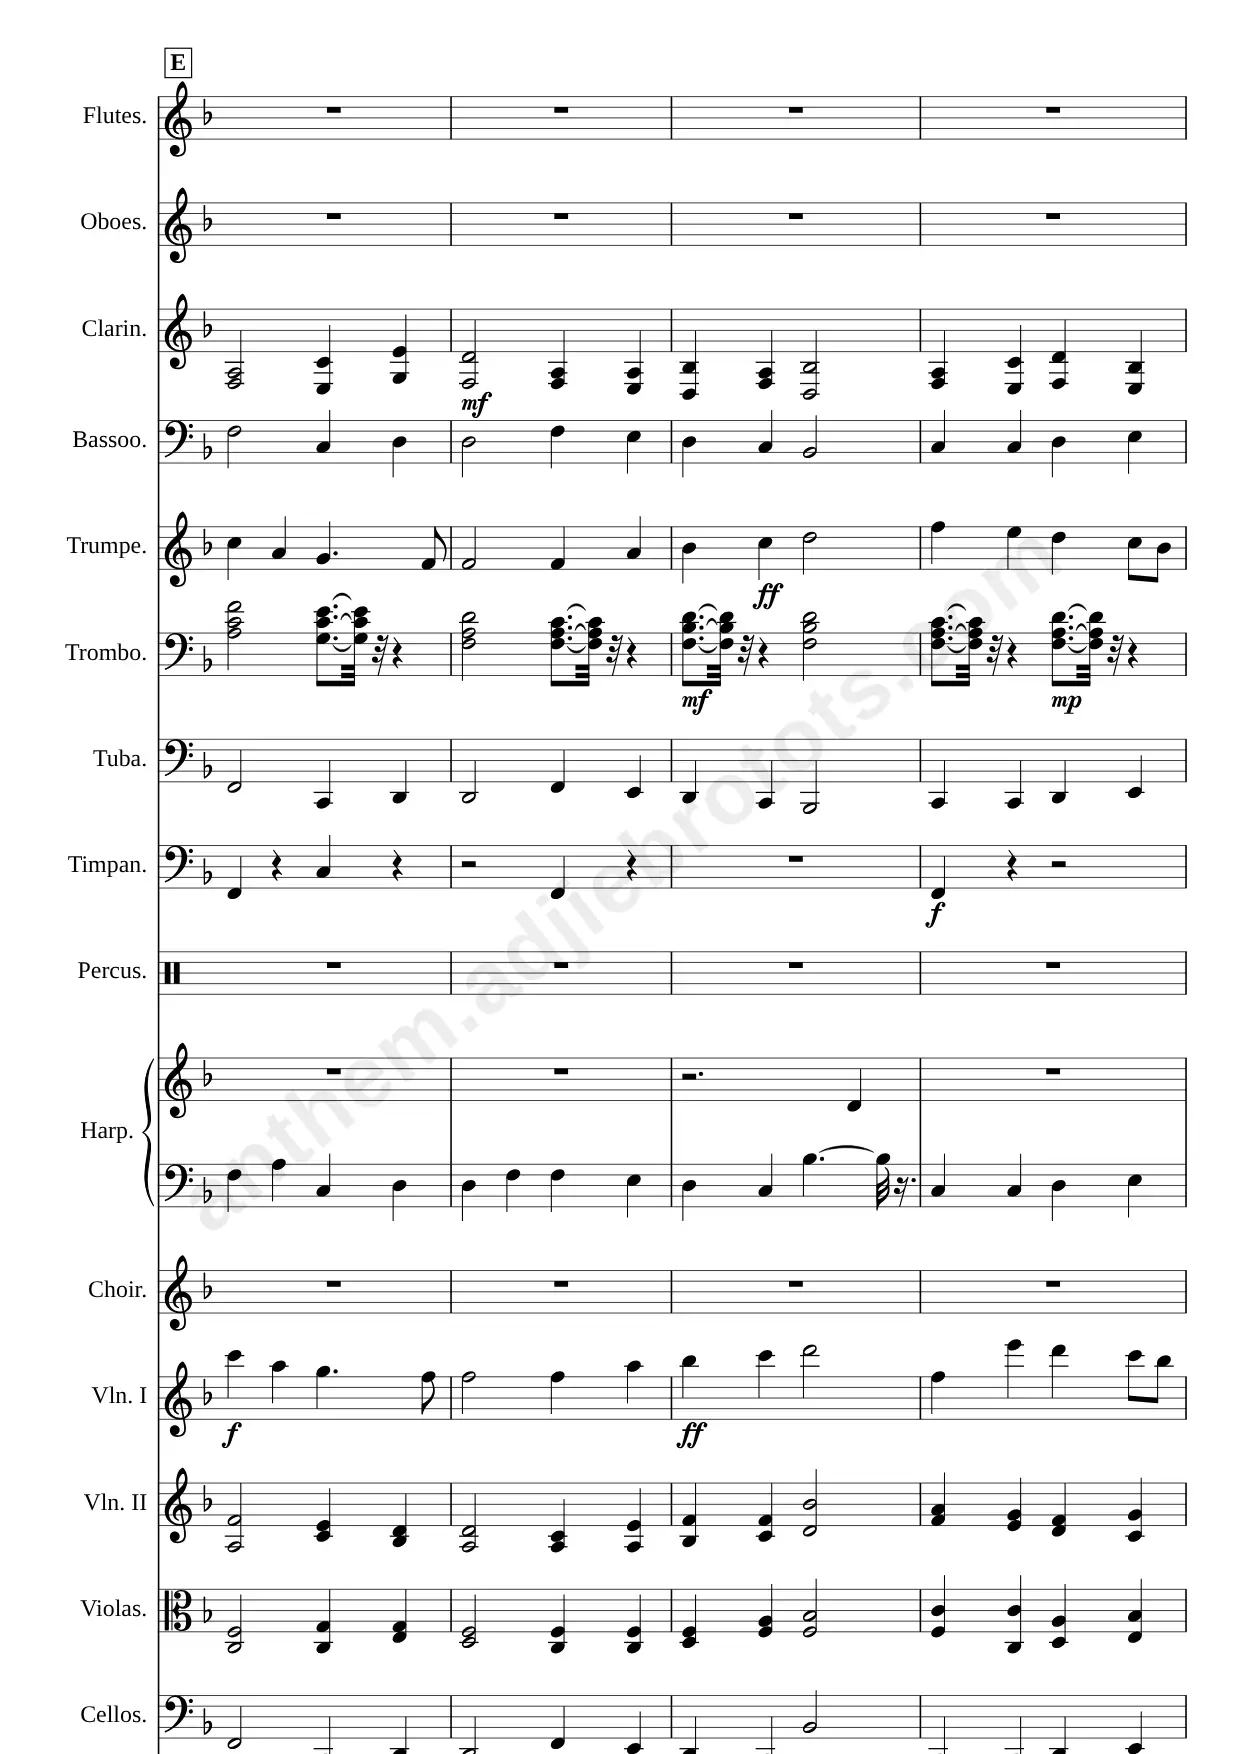 E
Flutes.
Oboes.
Clarin.
mf
Bassoo.
Trumpe.
ff
Trombo.
mf
mp
Tuba.
Timpan.
f
Percus.
Harp.
Choir.
Vln. I
f
ff
Vln. II
Violas.
Cellos.
anthem.adjiebrotots.com